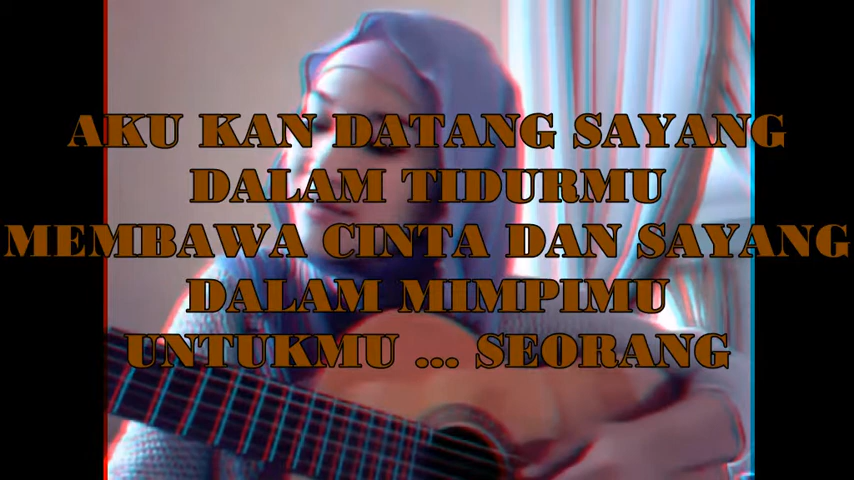 AKU KAN DATANG SAYANG
DALAM TIDURMU
MEMBAWA CINTA DAN SAYANG
DALAM MIMPIMU
UNTUKMU ... SEORANG